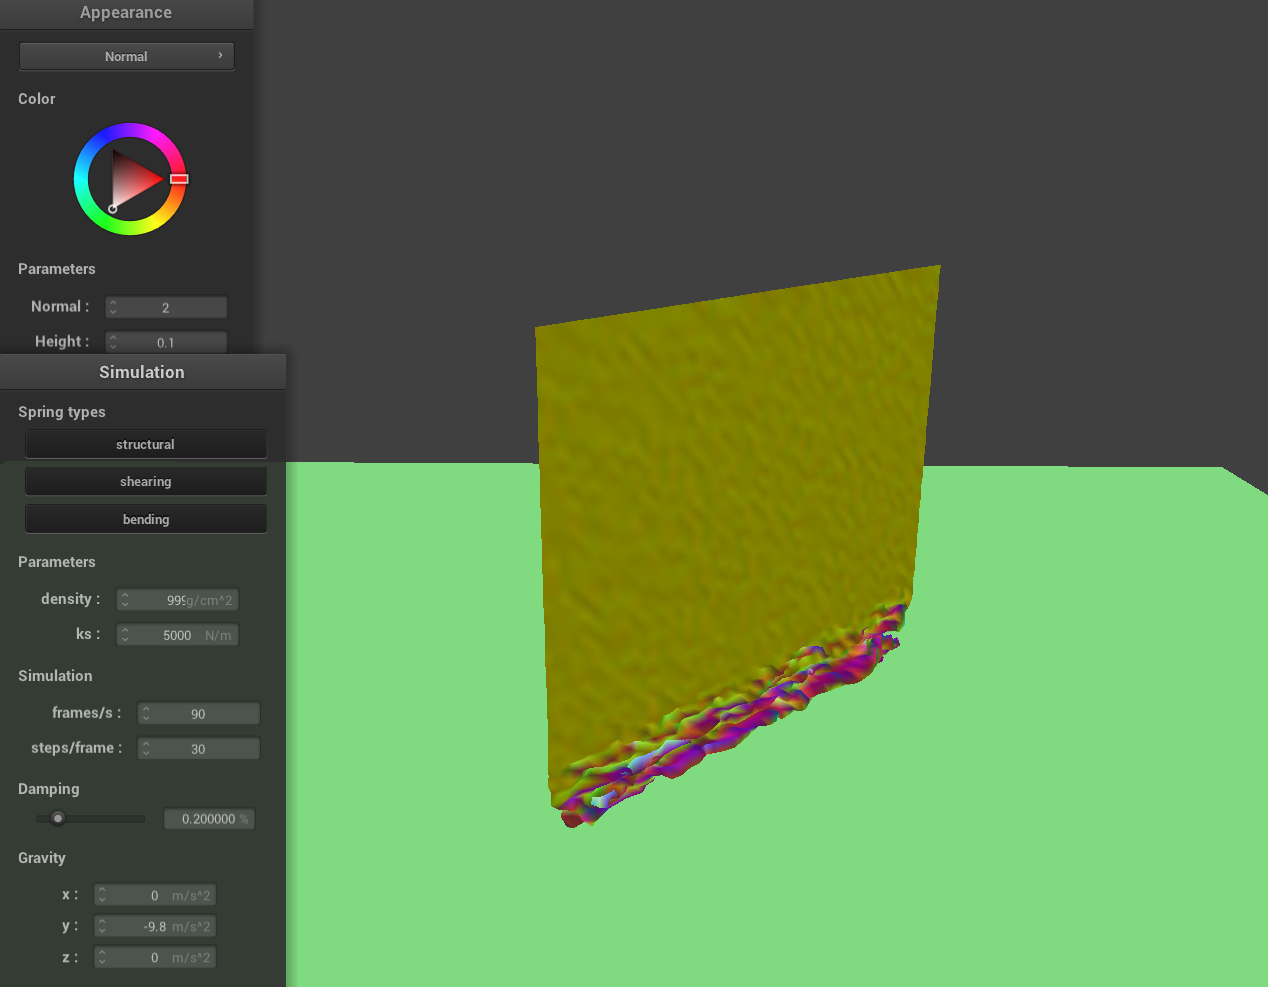 Appearance
Normal
Color
Parameters
Normal : 2
Height : 0.1
Simulation
Spring types
structural
shearing
bending
Parameters
density : 999g/cm^2
ks : 5000 N/m
Simulation
frames/s : 90
steps/frame : 30
Damping
0.200000 %
Gravity
x : 0 m/s^2
y : -9.8 m/s^2
z : 0 m/s^2